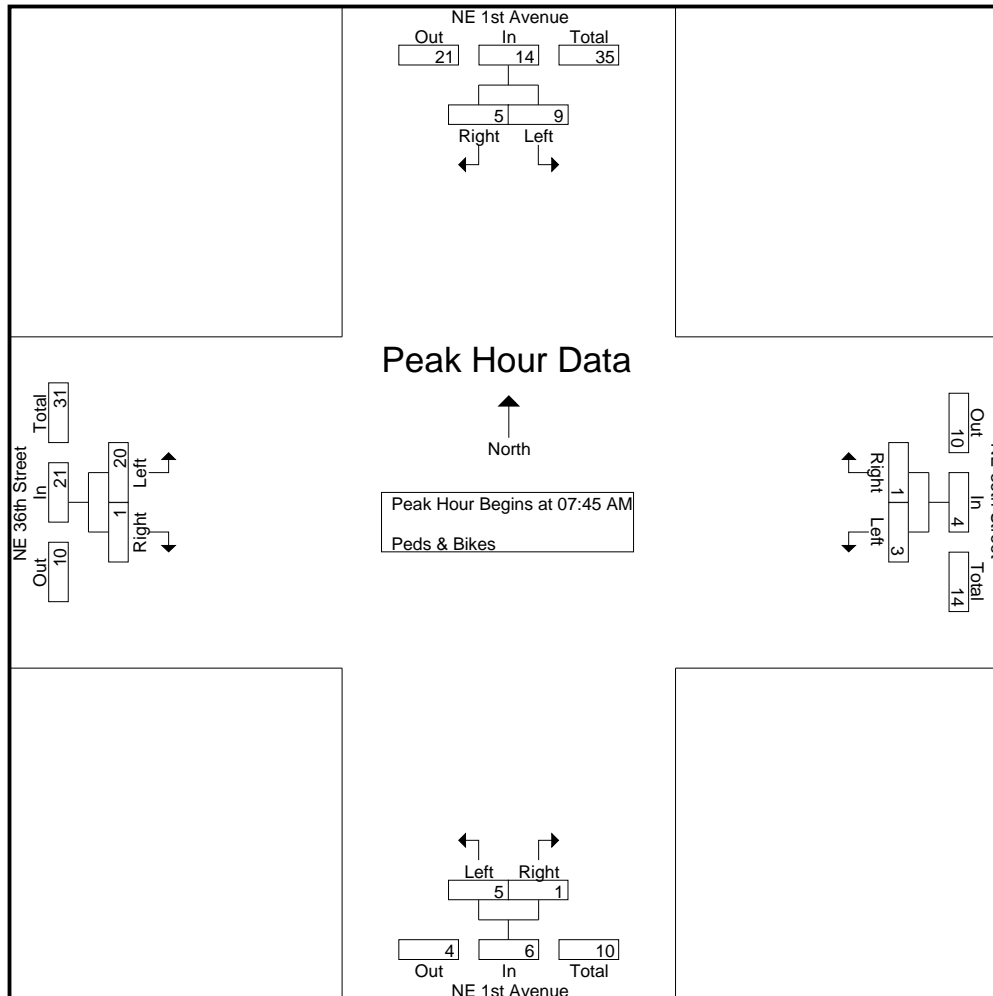 NE 1st Avenue
Out In Total
21 14 35
5 9
Right Left
Peak Hour Data
North
Peak Hour Begins at 07:45 AM
Peds & Bikes
NE 36th Street
Total In Out
31 21 10
20 1
Left Right
Out In Total
10 4 14
Right Left
1 3
Left Right
5 1
4 6 10
Out In Total
NE 1st Avenue